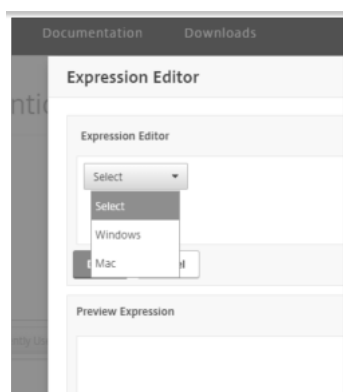 Documentation Downloads
Expression Editor
Expression Editor
Select
Select
Windows
Mac
Preview Expression